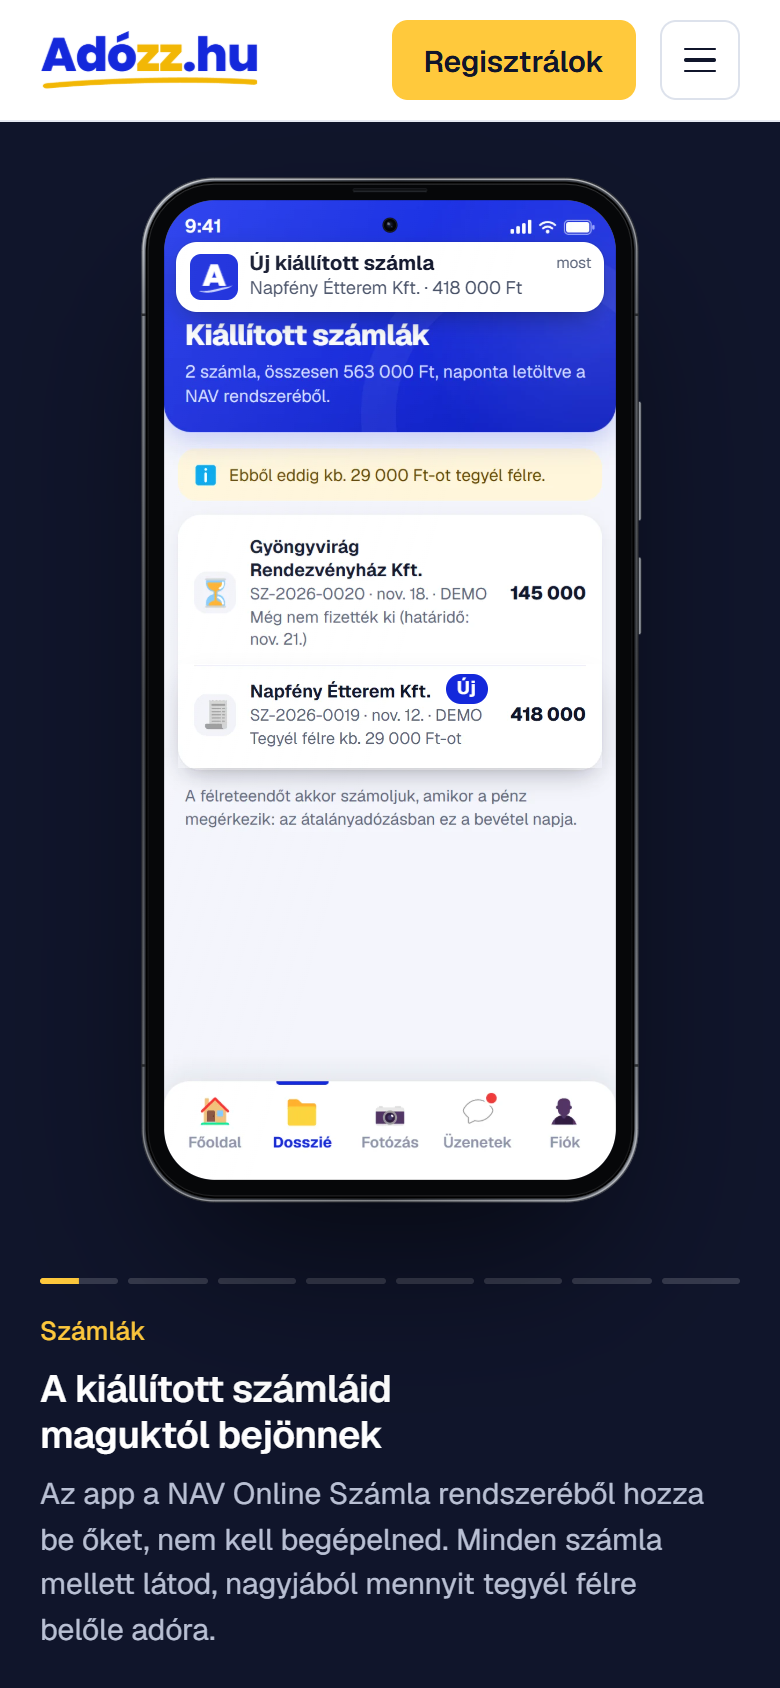 Adózz.hu
Regisztrálok
9:41
Új kiállított számla
most
Napfény Étterem Kft. · 418 000 Ft
Kiállított számlák
2 számla, összesen 563 000 Ft, naponta letöltve a
NAV rendszeréből.
Ebből eddig kb. 29 000 Ft-ot tegyél félre.
Gyöngyvirág
Rendezvényház Kft.
SZ-2026-0020 · nov. 18. · DEMO
145 000
Még nem fizették ki (határidő:
nov. 21.)
Napfény Étterem Kft. Új
SZ-2026-0019 · nov. 12. · DEMO
418 000
Tegyél félre kb. 29 000 Ft-ot
A félreteendőt akkor számoljuk, amikor a pénz
megérkezik: az átalányadózásban ez a bevétel napja.
Főoldal
Dosszié
Fotózás
Üzenetek
Fiók
Számlák
A kiállított számláid
maguktól bejönnek
Az app a NAV Online Számla rendszeréből hozza
be őket, nem kell begépelned. Minden számla
mellett látod, nagyjából mennyit tegyél félre
belőle adóra.